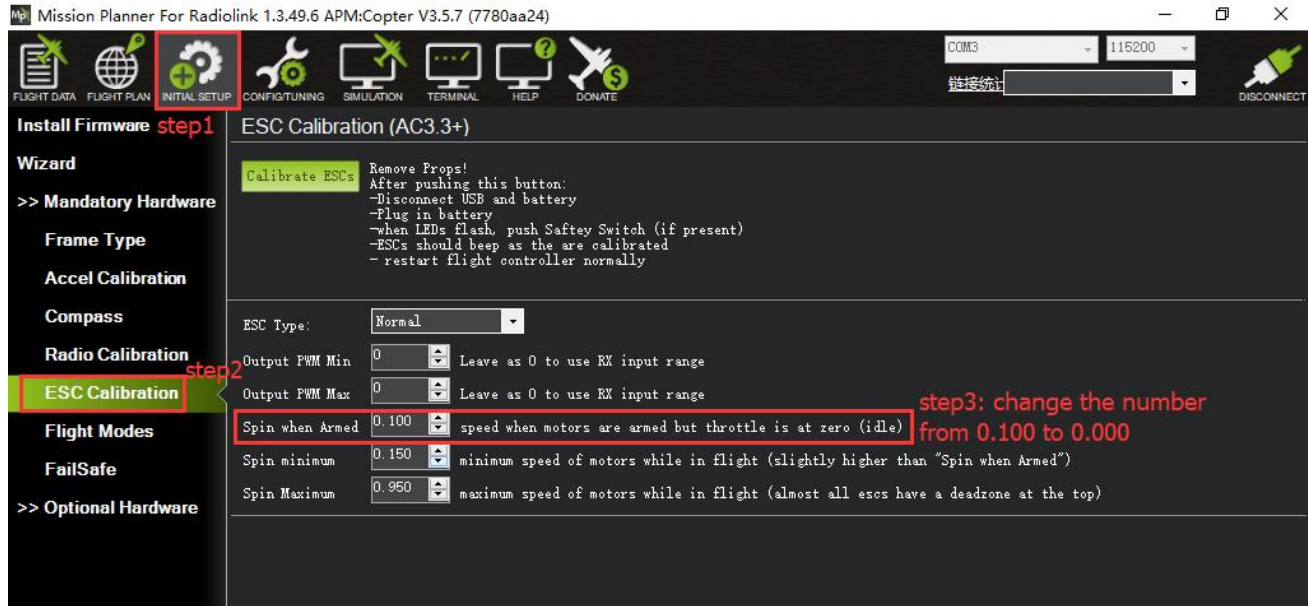 Mission Planner For Radiolink 1.3.49.6 APM:Copter V3.5.7 (7780aa24)
COM3 115200
链接统计
FLIGHT DATA FLIGHT PLAN INITIAL SETUP CONFIG/TUNING SIMULATION TERMINAL HELP DONATE DISCONNECT
Install Firmware step1
ESC Calibration (AC3.3+)
Wizard
>> Mandatory Hardware
Frame Type
Accel Calibration
Compass
Radio Calibration
step2
ESC Calibration
Flight Modes
FailSafe
>> Optional Hardware
Calibrate ESCs
Remove Props!
After pushing this button:
-Disconnect USB and battery
-Plug in battery
-when LEDs flash, push Saftey Switch (if present)
-ESCs should beep as the are calibrated
- restart flight controller normally
ESC Type: Normal
Output PWM Min 0 Leave as 0 to use RX input range
Output PWM Max 0 Leave as 0 to use RX input range
Spin when Armed 0.100 speed when motors are armed but throttle is at zero (idle)
step3: change the number
from 0.100 to 0.000
Spin minimum 0.150 minimum speed of motors while in flight (slightly higher than "Spin when Armed")
Spin Maximum 0.950 maximum speed of motors while in flight (almost all escs have a deadzone at the top)